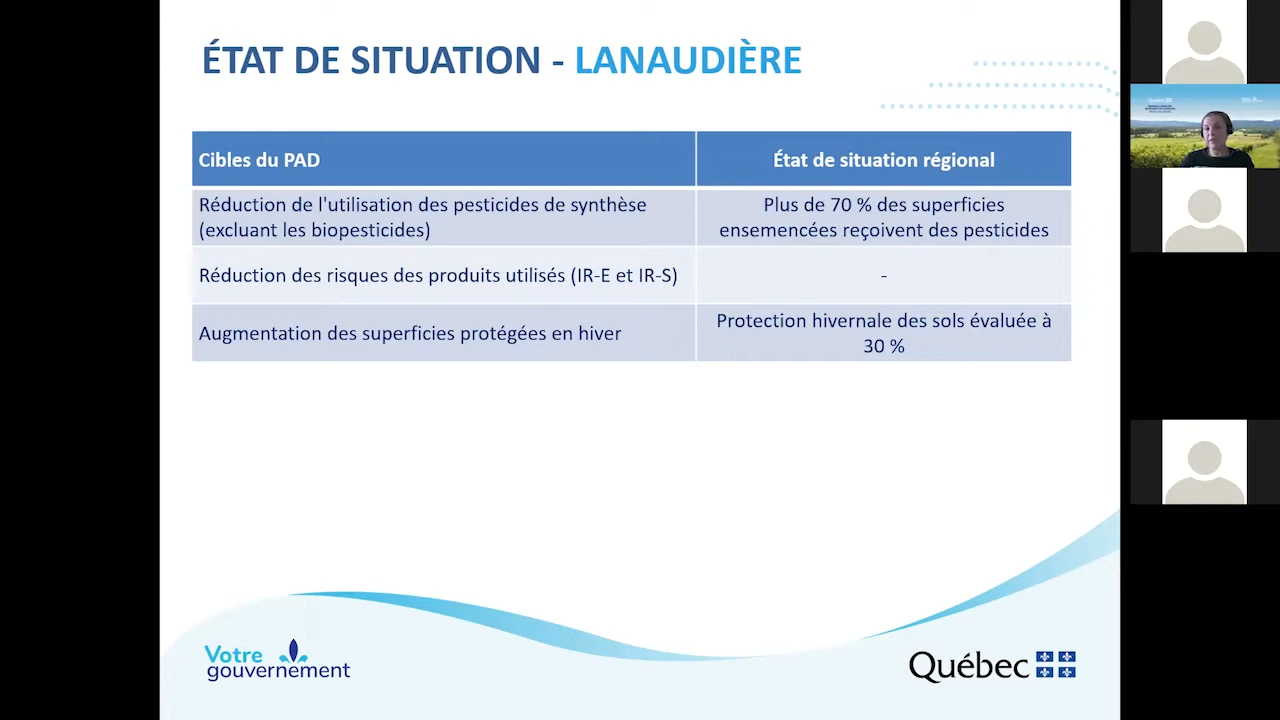 ÉTAT DE SITUATION - LANAUDIÈRE
Cibles du PAD
État de situation régional
Réduction de l'utilisation des pesticides de synthèse
(excluant les biopesticides)
Plus de 70 % des superficies
ensemencées reçoivent des pesticides
Réduction des risques des produits utilisés (IR-E et IR-S)
-
Augmentation des superficies protégées en hiver
Protection hivernale des sols évaluée à
30 %
Votre
gouvernement
Québec